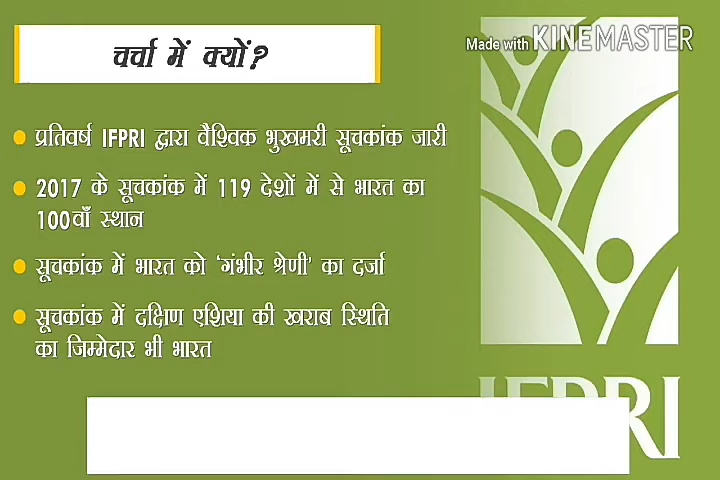 चर्चा में क्यों?
Made with KINEMASTER
प्रतिवर्ष IFPRI द्वारा वैश्विक भुखमरी सूचकांक जारी
2017 के सूचकांक में 119 देशों में से भारत का
100वाँ स्थान
सूचकांक में भारत को ‘गंभीर श्रेणी’ का दर्जा
सूचकांक में दक्षिण एशिया की खराब स्थिति
का जिम्मेदार भी भारत
IFPRI